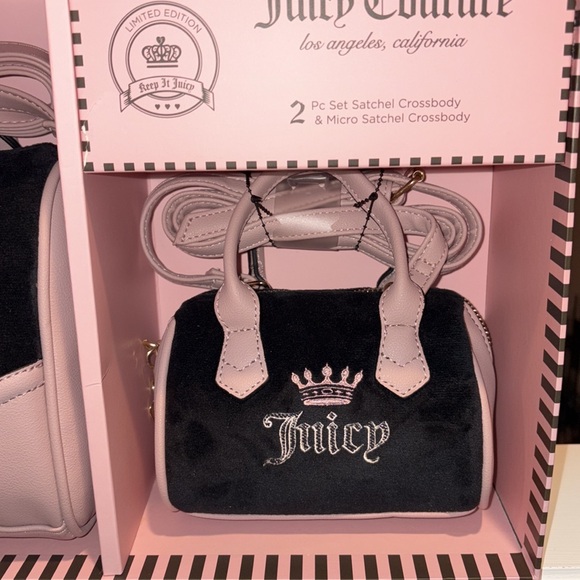 Juicy Couture
los angeles, california
LIMITED EDITION
Keep It Juicy
2 Pc Set Satchel Crossbody
& Micro Satchel Crossbody
Juicy